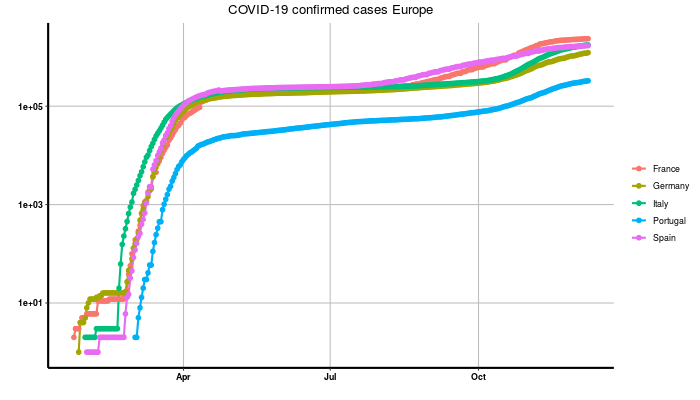 COVID-19 confirmed cases Europe
1e+05
1e+03
1e+01
Apr
Jul
Oct
France
Germany
Italy
Portugal
Spain